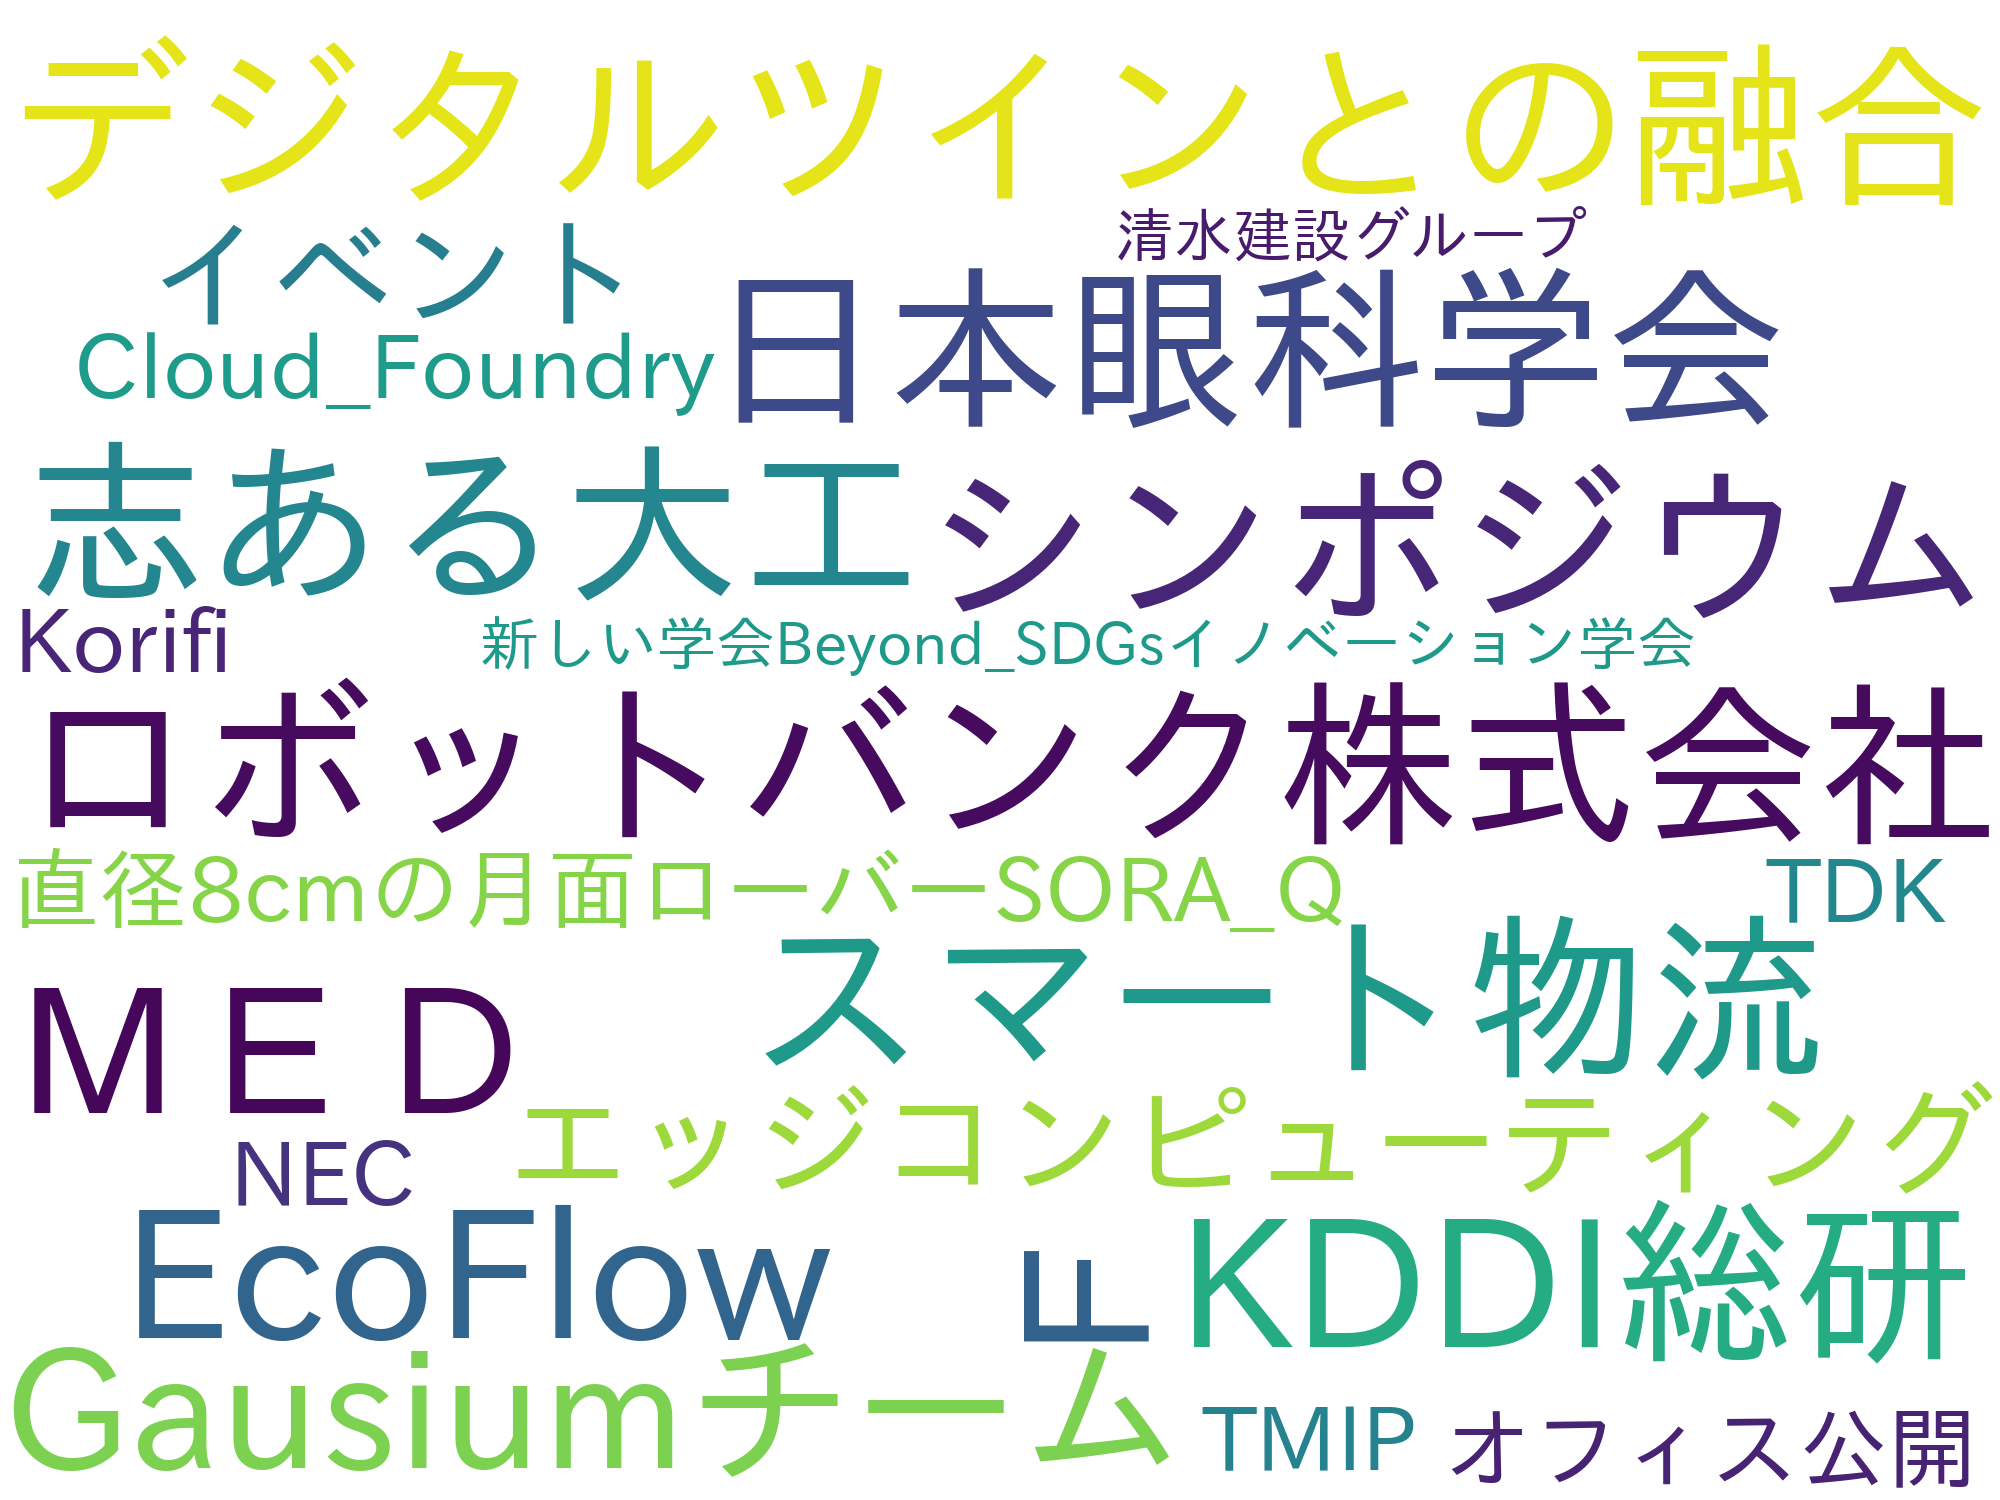 デジタルツインとの融合
清水建設グループ
イベント
日本眼科学会
Cloud_Foundry
志ある大工
シンポジウム
Korifi
新しい学会Beyond_SDGsイノベーション学会
ロボットバンク株式会社
直径8cmの月面ローバーSORA_Q
TDK
スマート物流
ＭＥＤ
エッジコンピューティング
NEC
EcoFlow
F
KDDI総研
Gausiumチーム
TMIP
オフィス公開